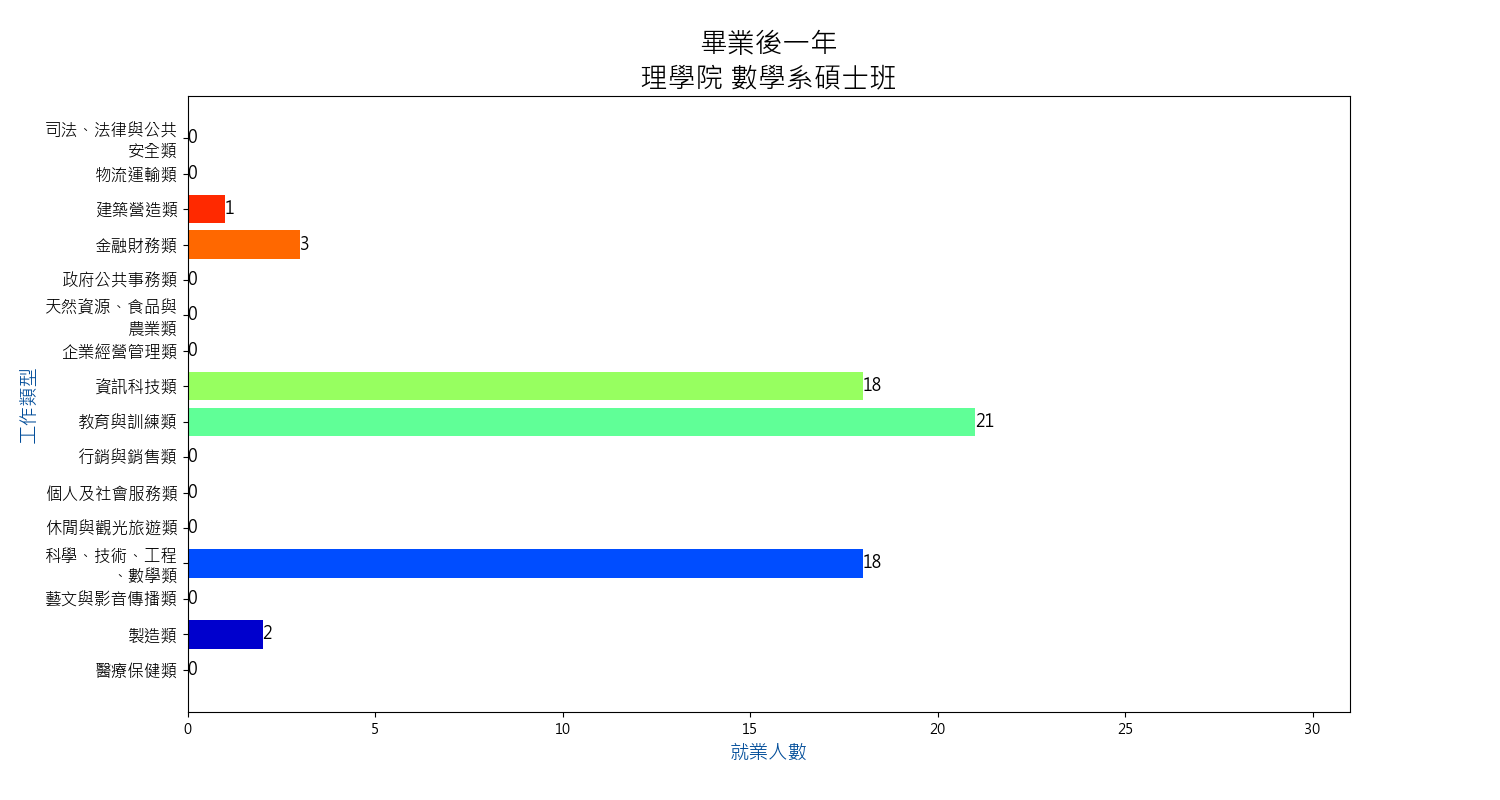 畢業後一年
理學院 數學系碩士班
司法、法律與公共
安全類
0
物流運輸類
0
建築營造類
1
金融財務類
3
政府公共事務類
0
天然資源、食品與
農業類
0
企業經營管理類
0
資訊科技類
18
教育與訓練類
21
行銷與銷售類
0
個人及社會服務類
0
休閒與觀光旅遊類
0
科學、技術、工程
、數學類
18
藝文與影音傳播類
0
製造類
2
醫療保健類
0
工作類型
0 5 10 15 20 25 30
就業人數